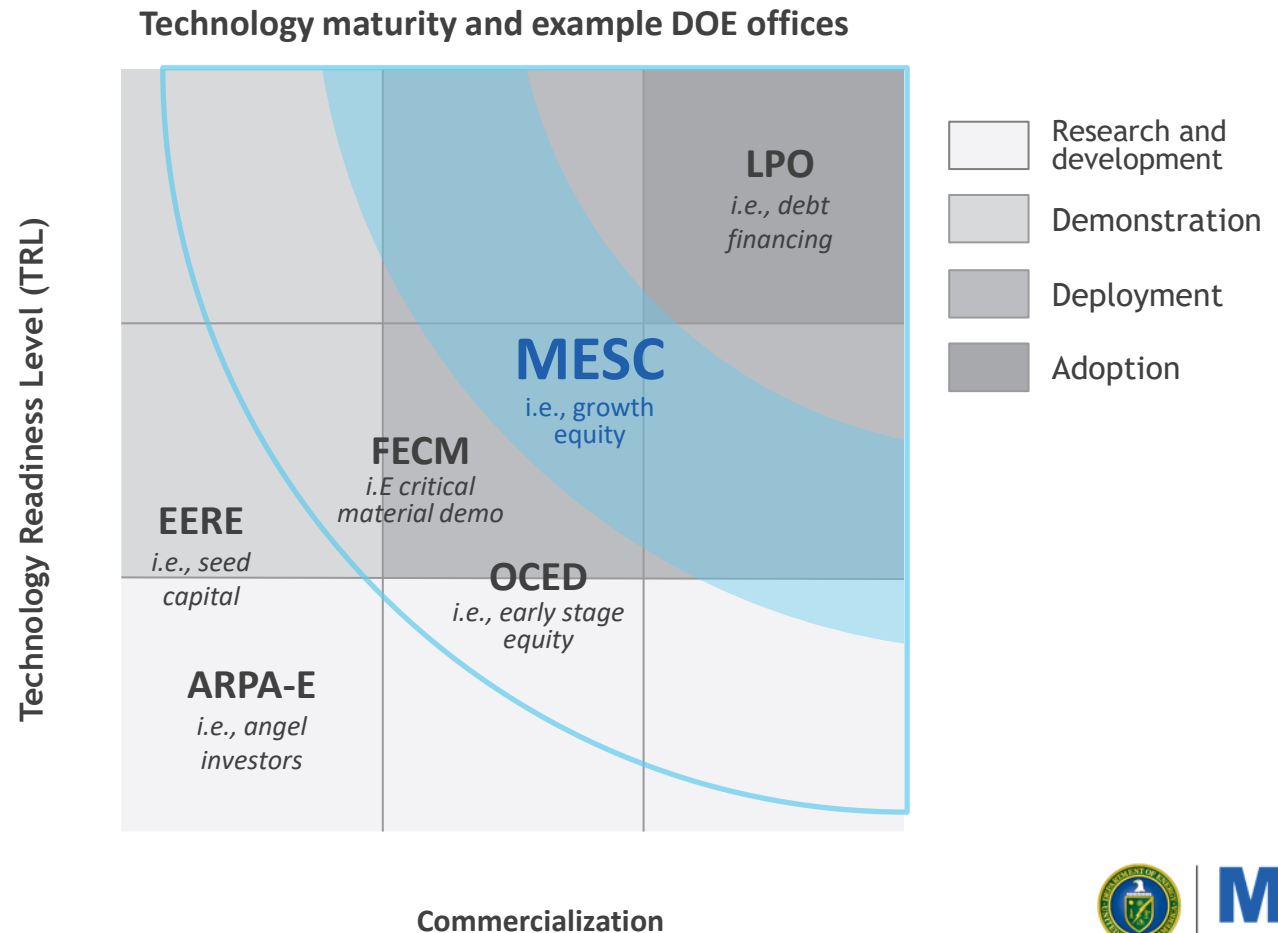 Technology maturity and example DOE offices
Technology Readiness Level (TRL)
LPO
i.e., debt
financing
MESC
i.e., growth
equity
FECM
i.E critical
material demo
EERE
i.e., seed
capital
OCED
i.e., early stage
equity
ARPA-E
i.e., angel
investors
Commercialization
Research and
development
Demonstration
Deployment
Adoption
M